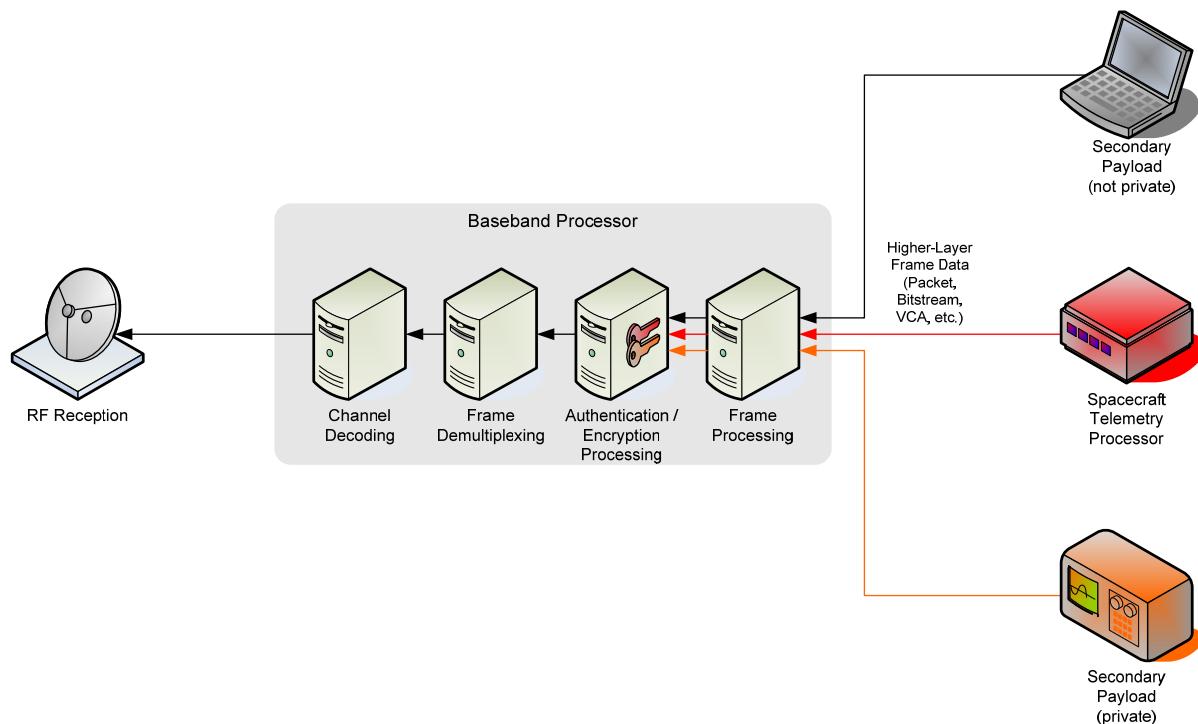 Secondary
Payload
(not private)
Baseband Processor
Higher-Layer
Frame Data
(Packet,
Bitstream,
VCA, etc.)
RF Reception
Channel
Decoding
Frame
Demultiplexing
Authentication /
Encryption
Processing
Frame
Processing
Spacecraft
Telemetry
Processor
Secondary
Payload
(private)